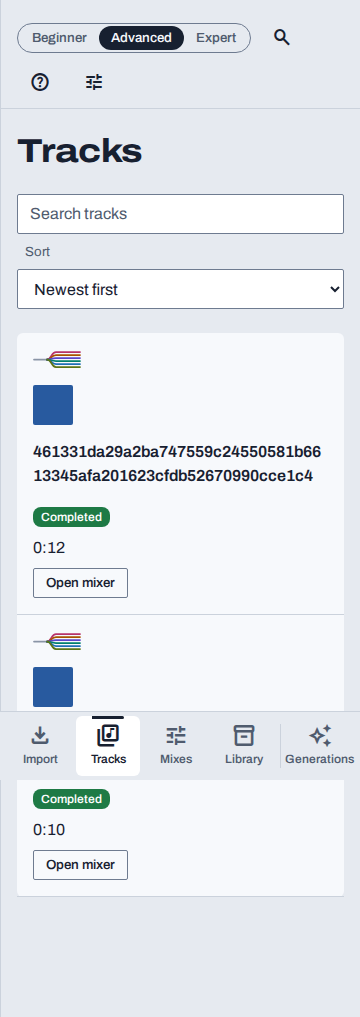 Beginner
Advanced
Expert
Tracks
Search tracks
Sort
Newest first
461331da29a2ba747559c24550581b66
13345afa201623cfdb52670990cce1c4
Completed
0:12
Open mixer
Import
Tracks
Mixes
Library
Generations
Completed
0:10
Open mixer